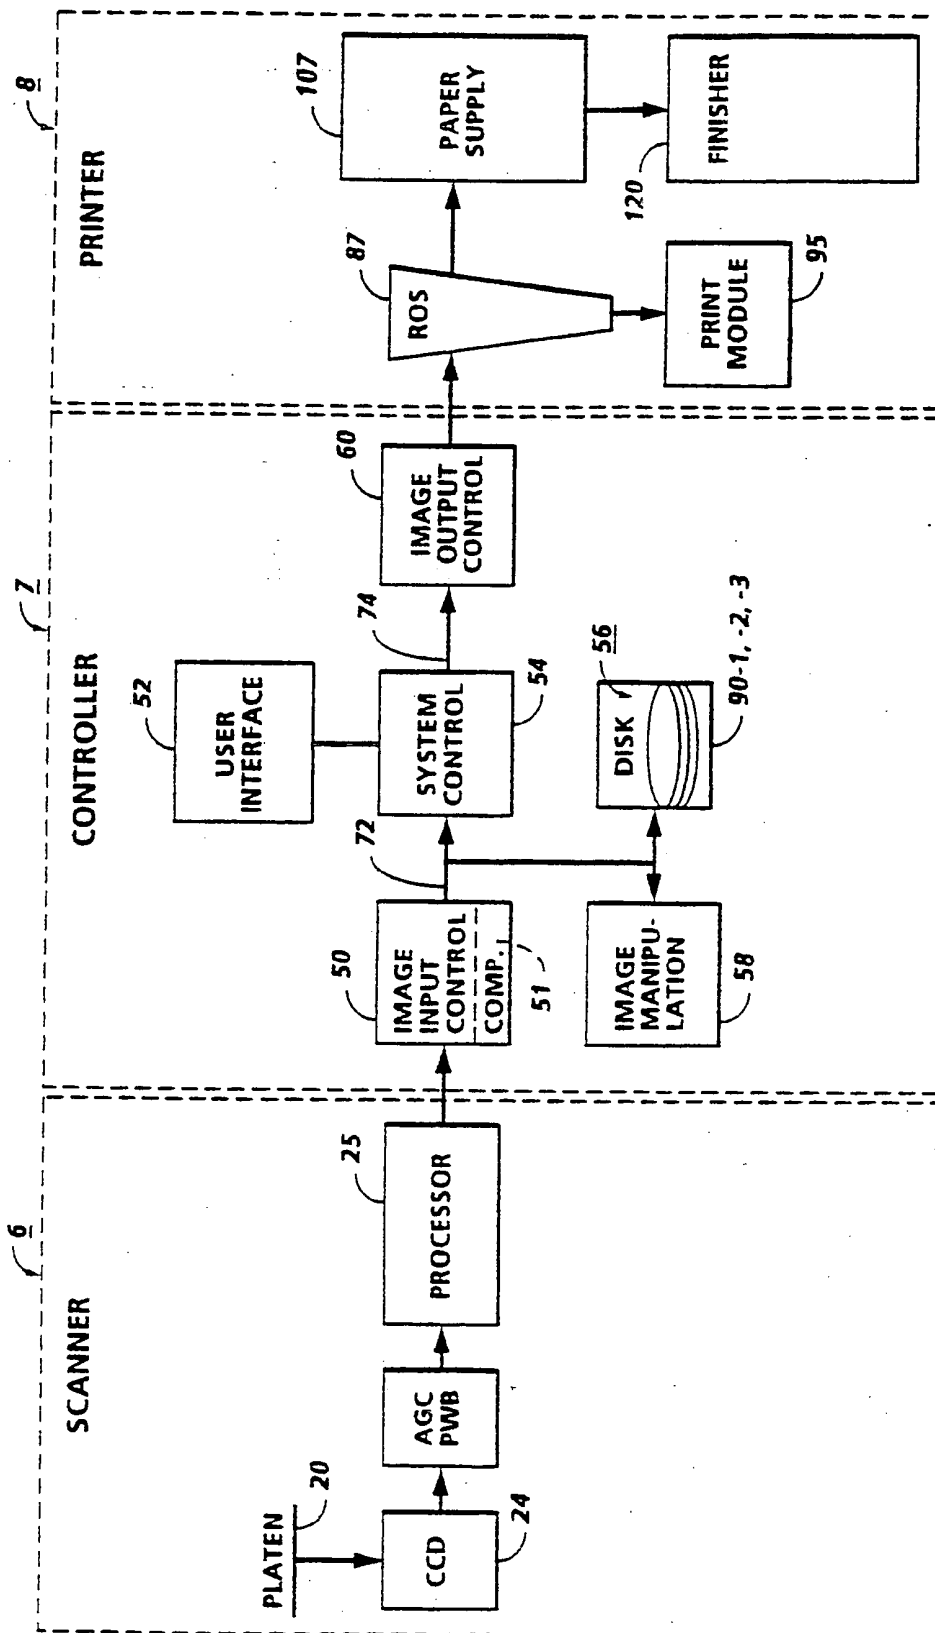 6
SCANNER
PLATEN
20
CCD
24
AGC
PWB
PROCESSOR
25
7
CONTROLLER
IMAGE
INPUT
CONTROL
COMP.
50
51
72
USER
INTERFACE
52
SYSTEM
CONTROL
54
74
IMAGE
OUTPUT
CONTROL
60
IMAGE
MANIPU-
LATION
58
DISK
56
90-1, -2, -3
8
PRINTER
ROS
87
PRINT
MODULE
95
PAPER
SUPPLY
107
FINISHER
120